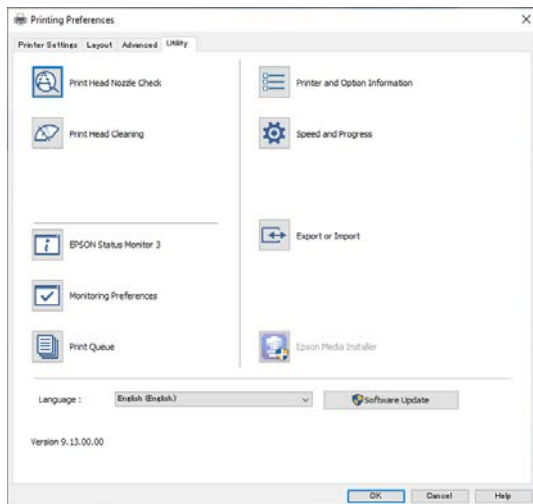 Printing Preferences
Printer Settings Layout Advanced Utility
Print Head Nozzle Check
Print Head Cleaning
EPSON Status Monitor 3
Monitoring Preferences
Print Queue
Printer and Option Information
Speed and Progress
Export or Import
Epson Media Installer
Language :
English (English)
Software Update
Version 9.13.00.00
OK Cancel Help